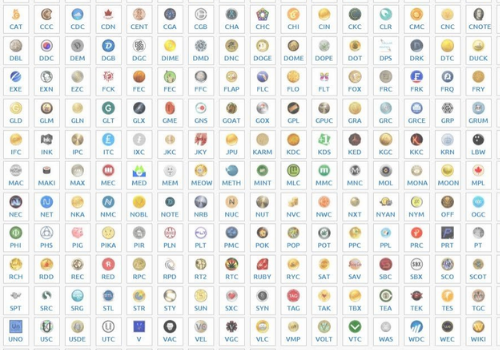 CAT CCC CDC CDN CENT CGA CGB CHA CHC CHI CIN CKC CLR CMC CNC CNOTE
DBL DDC DEM DGB DGC DIME DMD DNC DOGE DOME DOPE DOT DPS DRK DTC DUCK
EXE EXN EZC FCK FEC FEC FFC FLAP FLC FLO FLT FOX FRC FRK FRQ FRY
GLD GLM GLN GLT GLX GME GNS GOAT GOX GPL GPUC GRA GRC GRCE GRP GRUM
IFC INK IPC ITC IXC JKC JKY JPU KARM KDC KDS KED KGC KKC KRN LBW
MAC MAKI MAX MEC MED MEM MEOW METH MINT MLC MMC MNC MOL MONA MOON MPL
NEC NET NKA NMC NOBL NOTE NRB NUC NUT NVC NWC NXT NYAN NYM OFF OGC
PHI PHS PIG PIKA PIR PLN PLT PMC POK POP POT PPC PPL PRC PRT PT
RCH RDD REC RED RPC RPD RT2 RTC RUBY RYC SAT SAV SBC SBX SCO SCOT
SPT SRC SRG STL STR STY SUN SXC SYN TAG TAK TBX TEA TEK TES TGC
UNO USC USDE UTC V VAC VEL VGC VLC VMP VOLT VTC WAS WDC WEC WIKI